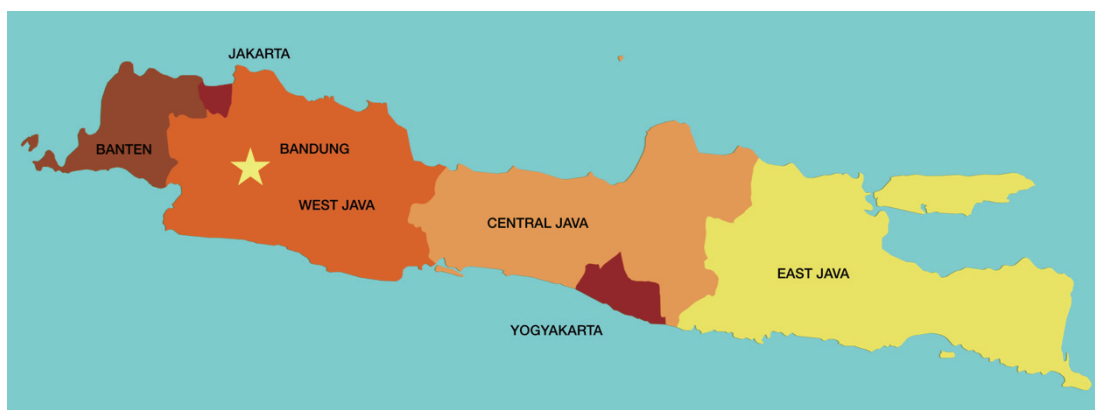 JAKARTA
BANTEN
BANDUNG
WEST JAVA
CENTRAL JAVA
EAST JAVA
YOGYAKARTA